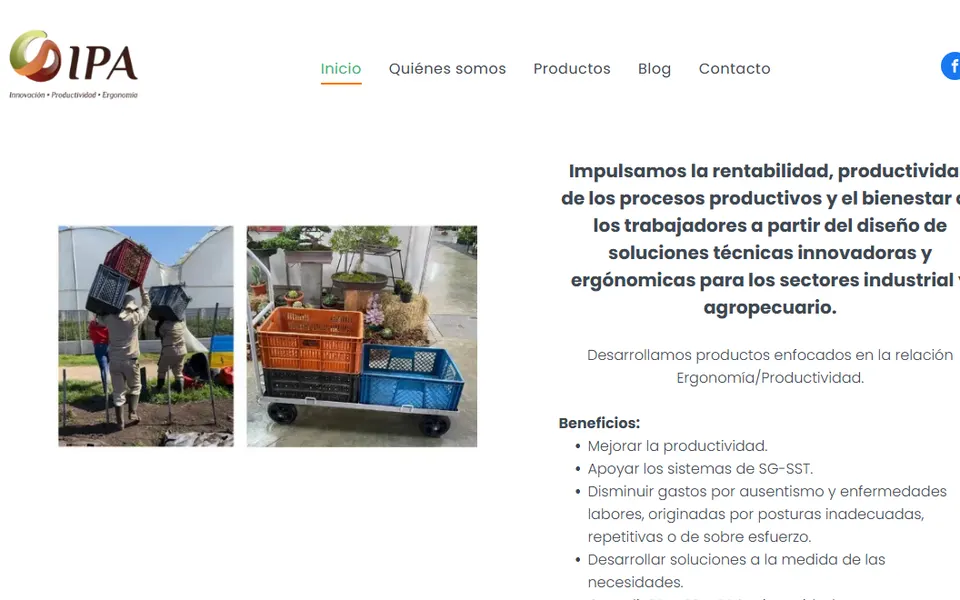 IPA
Innovación • Productividad • Ergonomía
Inicio Quiénes somos Productos Blog Contacto
Impulsamos la rentabilidad, productivida
de los procesos productivos y el bienestar
los trabajadores a partir del diseño de
soluciones técnicas innovadoras y
ergónomicas para los sectores industrial
agropecuario.
Desarrollamos productos enfocados en la relación
Ergonomía/Productividad.
Beneficios:
• Mejorar la productividad.
• Apoyar los sistemas de SG-SST.
• Disminuir gastos por ausentismo y enfermedades
labores, originadas por posturas inadecuadas,
repetitivas o de sobre esfuerzo.
• Desarrollar soluciones a la medida de las
necesidades.